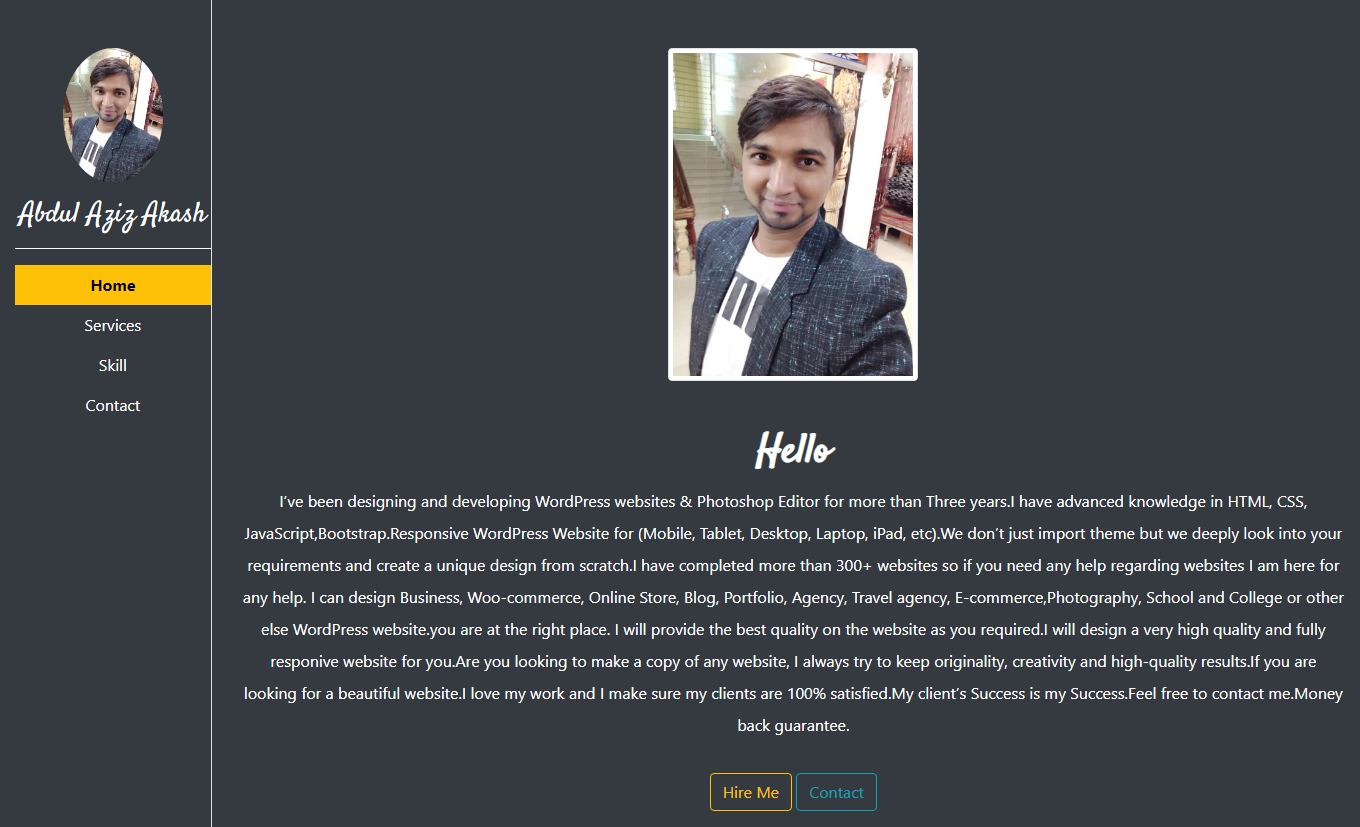 Abdul Aziz Akash
Home
Services
Skill
Contact
Hello
I've been designing and developing WordPress websites & Photoshop Editor for more than Three years.I have advanced knowledge in HTML, CSS,
JavaScript,Bootstrap.Responsive WordPress Website for (Mobile, Tablet, Desktop, Laptop, iPad, etc).We don't just import theme but we deeply look into your
requirements and create a unique design from scratch.I have completed more than 300+ websites so if you need any help regarding websites I am here for
any help. I can design Business, Woo-commerce, Online Store, Blog, Portfolio, Agency, Travel agency, E-commerce,Photography, School and College or other
else WordPress website.you are at the right place. I will provide the best quality on the website as you required.I will design a very high quality and fully
responive website for you.Are you looking to make a copy of any website, I always try to keep originality, creativity and high-quality results.If you are
looking for a beautiful website.I love my work and I make sure my clients are 100% satisfied.My client's Success is my Success.Feel free to contact me.Money
back guarantee.
Hire Me
Contact